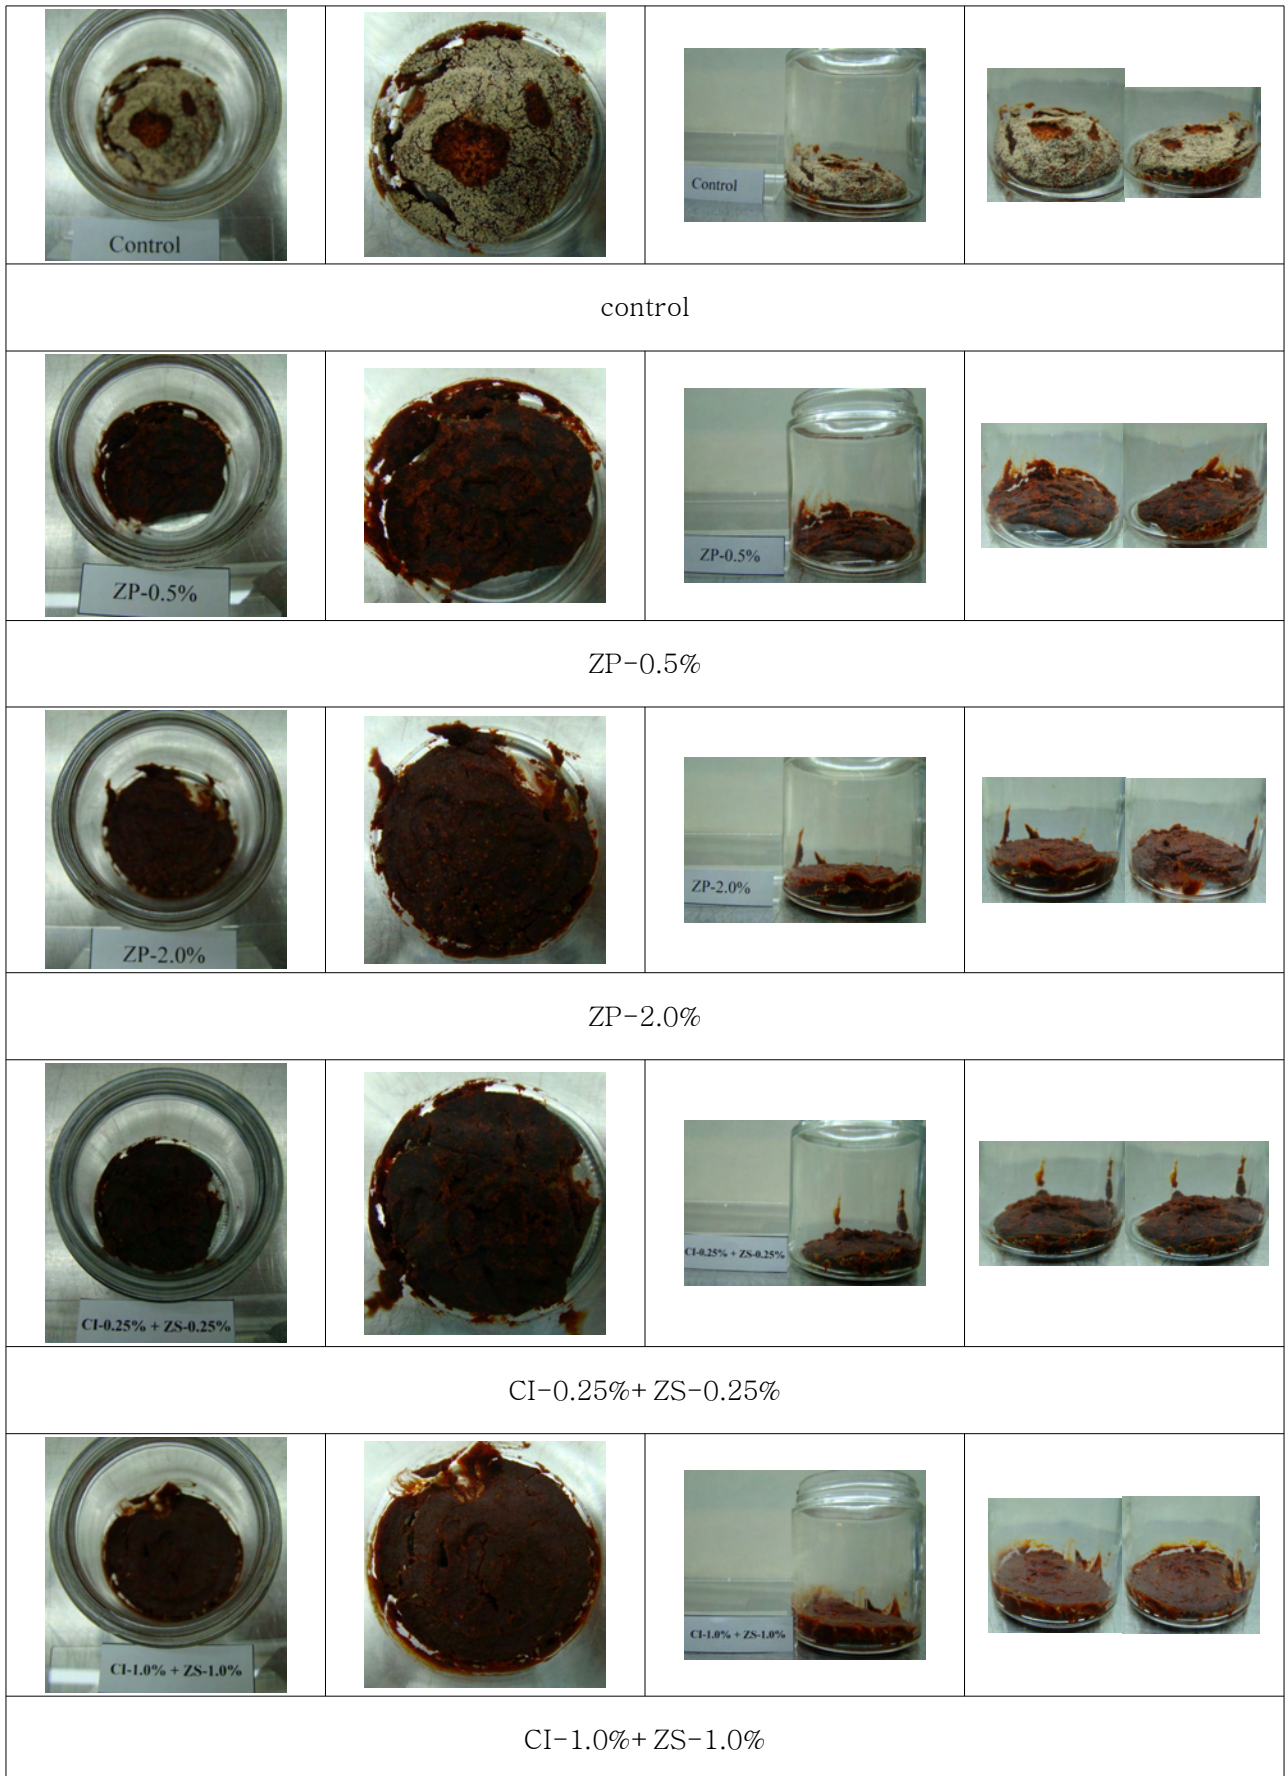 Control
Control
control
ZP-0.5%
ZP-0.5%
ZP-0.5%
ZP-2.0%
ZP-2.0%
ZP-2.0%
CI-0.25% + ZS-0.25%
CI-0.25% + ZS-0.25%
CI-0.25%+ ZS-0.25%
CI-1.0% + ZS-1.0%
CI-1.0% + ZS-1.0%
CI-1.0%+ ZS-1.0%